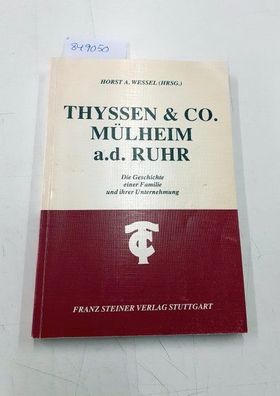 849050
HORST A. WESSEL (HRSG.)
THYSSEN & CO.
MÜLHEIM
a.d. RUHR
Die Geschichte
einer Familie
und ihrer Unternehmung
TC
FRANZ STEINER VERLAG STUTTGART